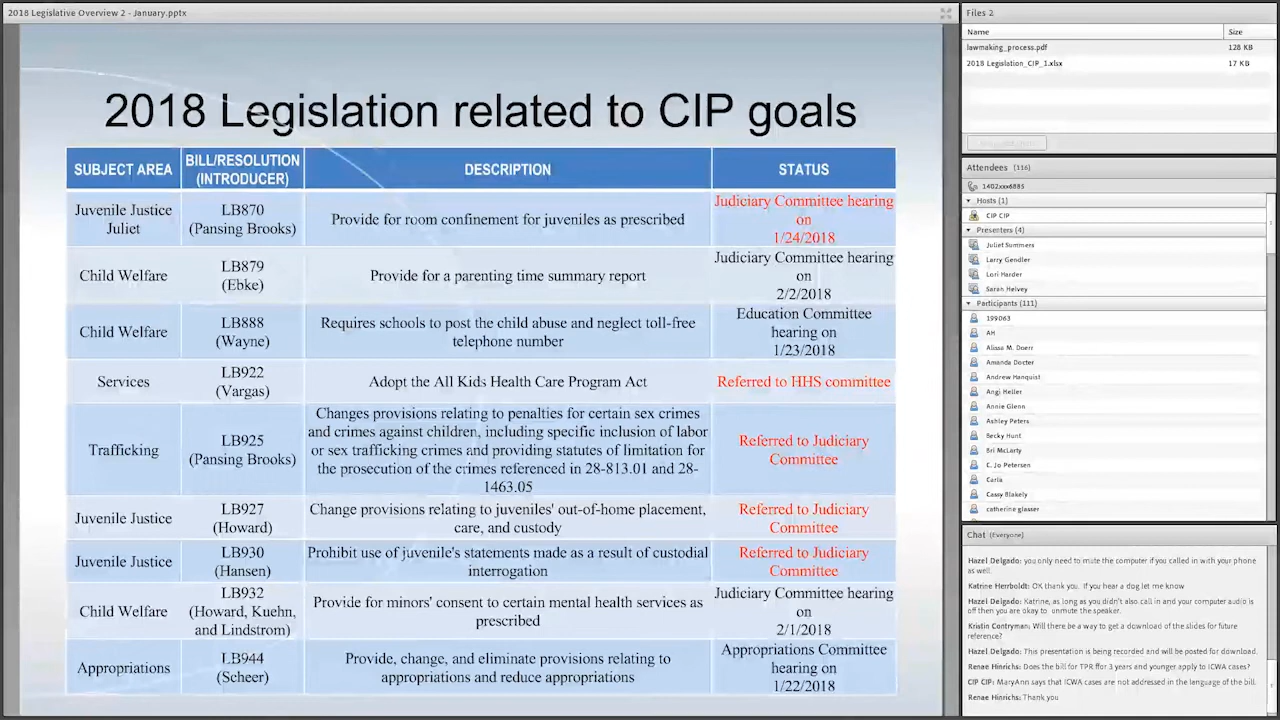 2018 Legislative Overview 2 - January.pptx
2018 Legislation related to CIP goals
SUBJECT AREA
BILL/RESOLUTION
(INTRODUCER)
DESCRIPTION
STATUS
Juvenile Justice
Juliet
LB870
(Pansing Brooks)
Provide for room confinement for juveniles as prescribed
Judiciary Committee hearing
on
1/24/2018
Child Welfare
LB879
(Ebke)
Provide for a parenting time summary report
Judiciary Committee hearing
on
2/2/2018
Child Welfare
LB888
(Wayne)
Requires schools to post the child abuse and neglect toll-free
telephone number
Education Committee
hearing on
1/23/2018
Services
LB922
(Vargas)
Adopt the All Kids Health Care Program Act
Referred to HHS committee
Trafficking
LB925
(Pansing Brooks)
Changes provisions relating to penalties for certain sex crimes
and crimes against children, including specific inclusion of labor
or sex trafficking crimes and providing statutes of limitation for
the prosecution of the crimes referenced in 28-813.01 and 28-
1463.05
Referred to Judiciary
Committee
Juvenile Justice
LB927
(Howard)
Change provisions relating to juveniles' out-of-home placement,
care, and custody
Referred to Judiciary
Committee
Juvenile Justice
LB930
(Hansen)
Prohibit use of juvenile's statements made as a result of custodial
interrogation
Referred to Judiciary
Committee
Child Welfare
LB932
(Howard, Kuehn,
and Lindstrom)
Provide for minors' consent to certain mental health services as
prescribed
Judiciary Committee hearing
on
2/1/2018
Appropriations
LB944
(Scheer)
Provide, change, and eliminate provisions relating to
appropriations and reduce appropriations
Appropriations Committee
hearing on
1/22/2018
Files 2
Name Size
lawmaking_process.pdf 128 KB
2018 Legislation_CIP_1.xlsx 17 KB
Attendees (116)
1402xxx6885
Hosts (1)
CIP CIP
Presenters (4)
Juliet Summers
Larry Gendler
Lori Harder
Sarah Helvey
Participants (111)
199063
AH
Alissa M. Doerr
Amanda Docter
Andrew Hanquist
Angi Heller
Annie Glenn
Ashley Peters
Becky Hunt
Bri McLarty
C. Jo Petersen
Carla
Cassy Blakely
catherine glasser
Chat (Everyone)
Hazel Delgado: you only need to mute the computer if you called in with your phone
as well.
Katrine Herrboldt: OK thank you. If you hear a dog let me know
Hazel Delgado: Katrine, as long as you didn't also call in and your computer audio is
off then you are okay to unmute the speaker.
Kristin Contryman: Will there be a way to get a download of the slides for future
reference?
Hazel Delgado: This presentation is being recorded and will be posted for download.
Renae Hinrichs: Does the bill for TPR ffor 3 years and younger apply to ICWA cases?
CIP CIP: MaryAnn says that ICWA cases are not addressed in the language of the bill.
Renae Hinrichs: Thank you